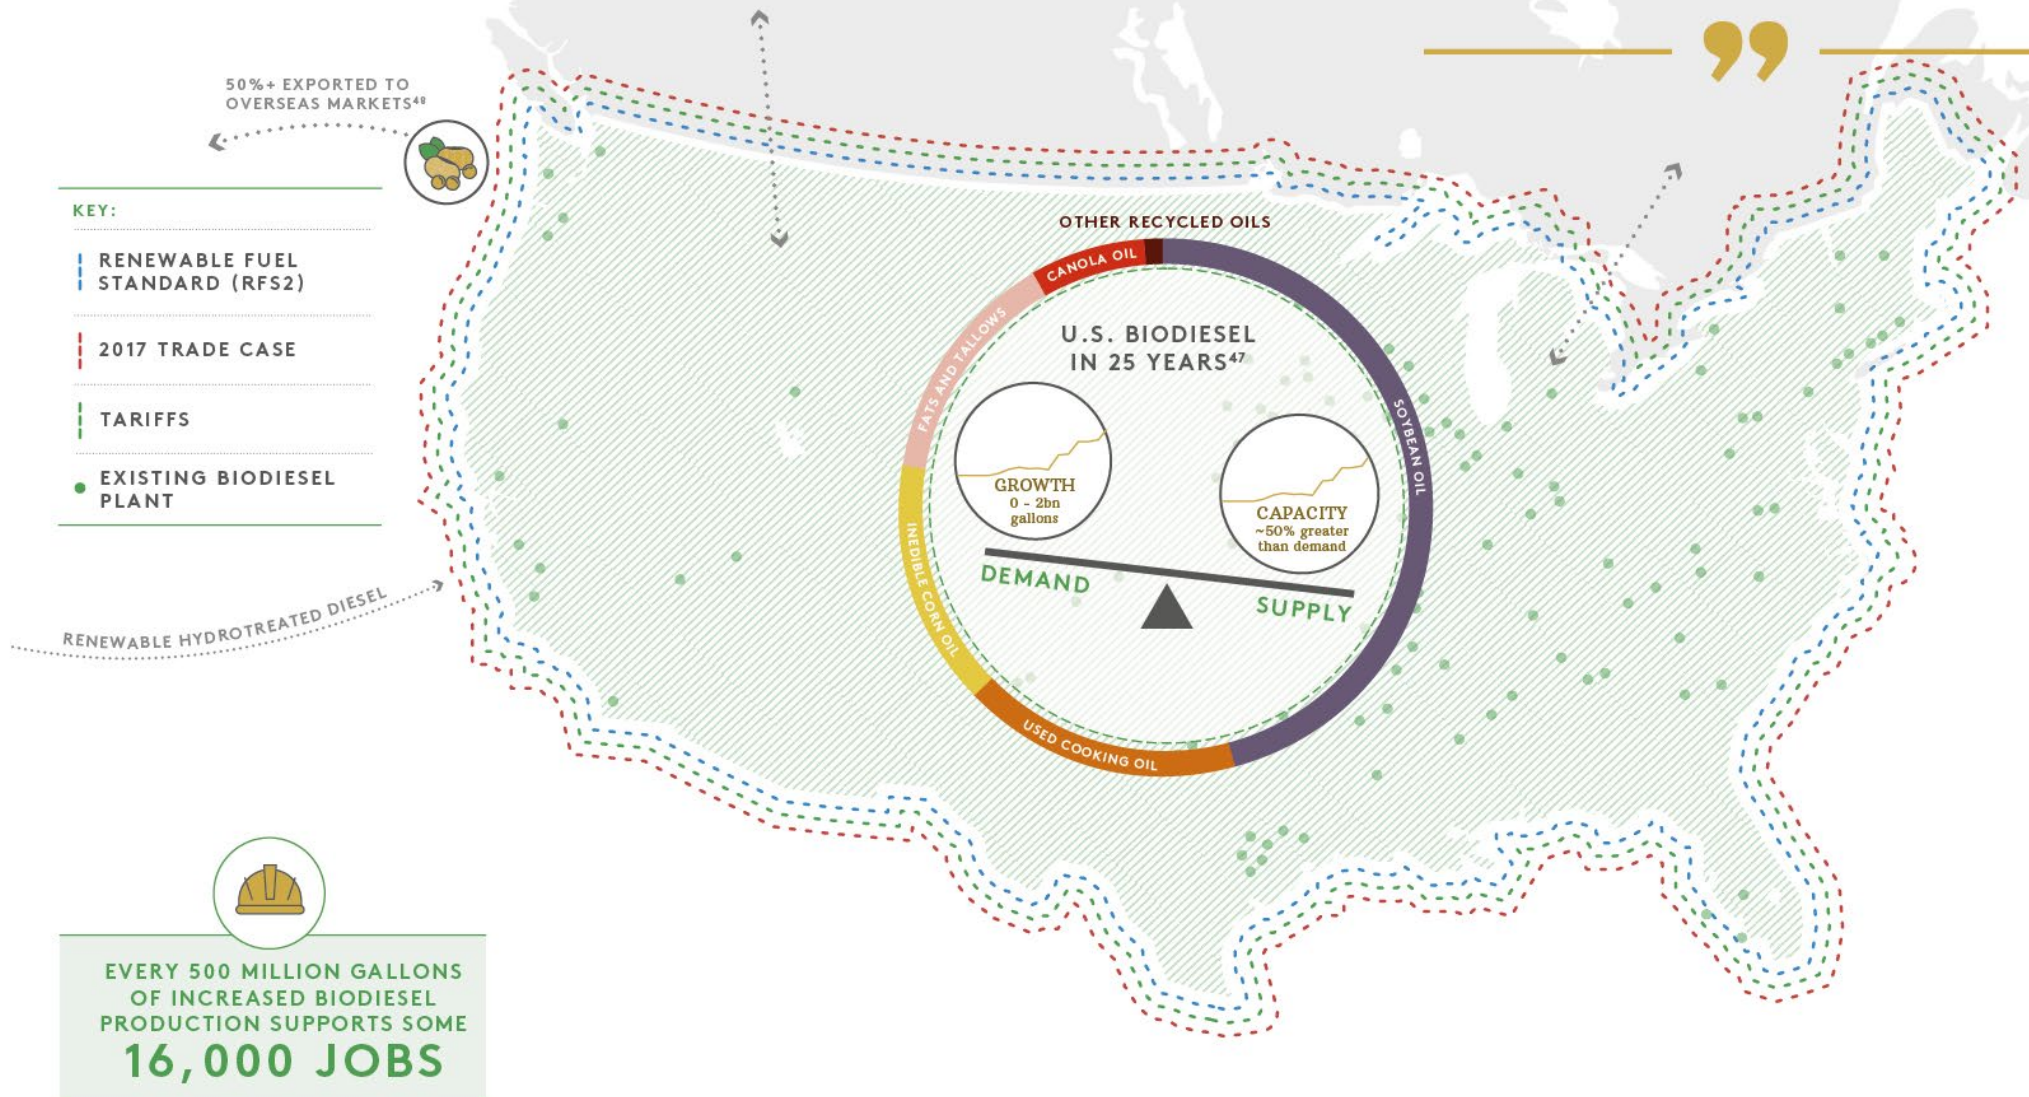 ”
50%+ EXPORTED TO
OVERSEAS MARKETS⁴⁸
KEY:
RENEWABLE FUEL
STANDARD (RFS2)
2017 TRADE CASE
TARIFFS
EXISTING BIODIESEL
PLANT
RENEWABLE HYDROTREATED DIESEL
OTHER RECYCLED OILS
CANOLA OIL
FATS AND TALLOWS
SOYBEAN OIL
INEDIBLE CORN OIL
USED COOKING OIL
U.S. BIODIESEL
IN 25 YEARS⁴⁷
GROWTH
0 - 2bn
gallons
CAPACITY
~50% greater
than demand
DEMAND
SUPPLY
EVERY 500 MILLION GALLONS
OF INCREASED BIODIESEL
PRODUCTION SUPPORTS SOME
16,000 JOBS